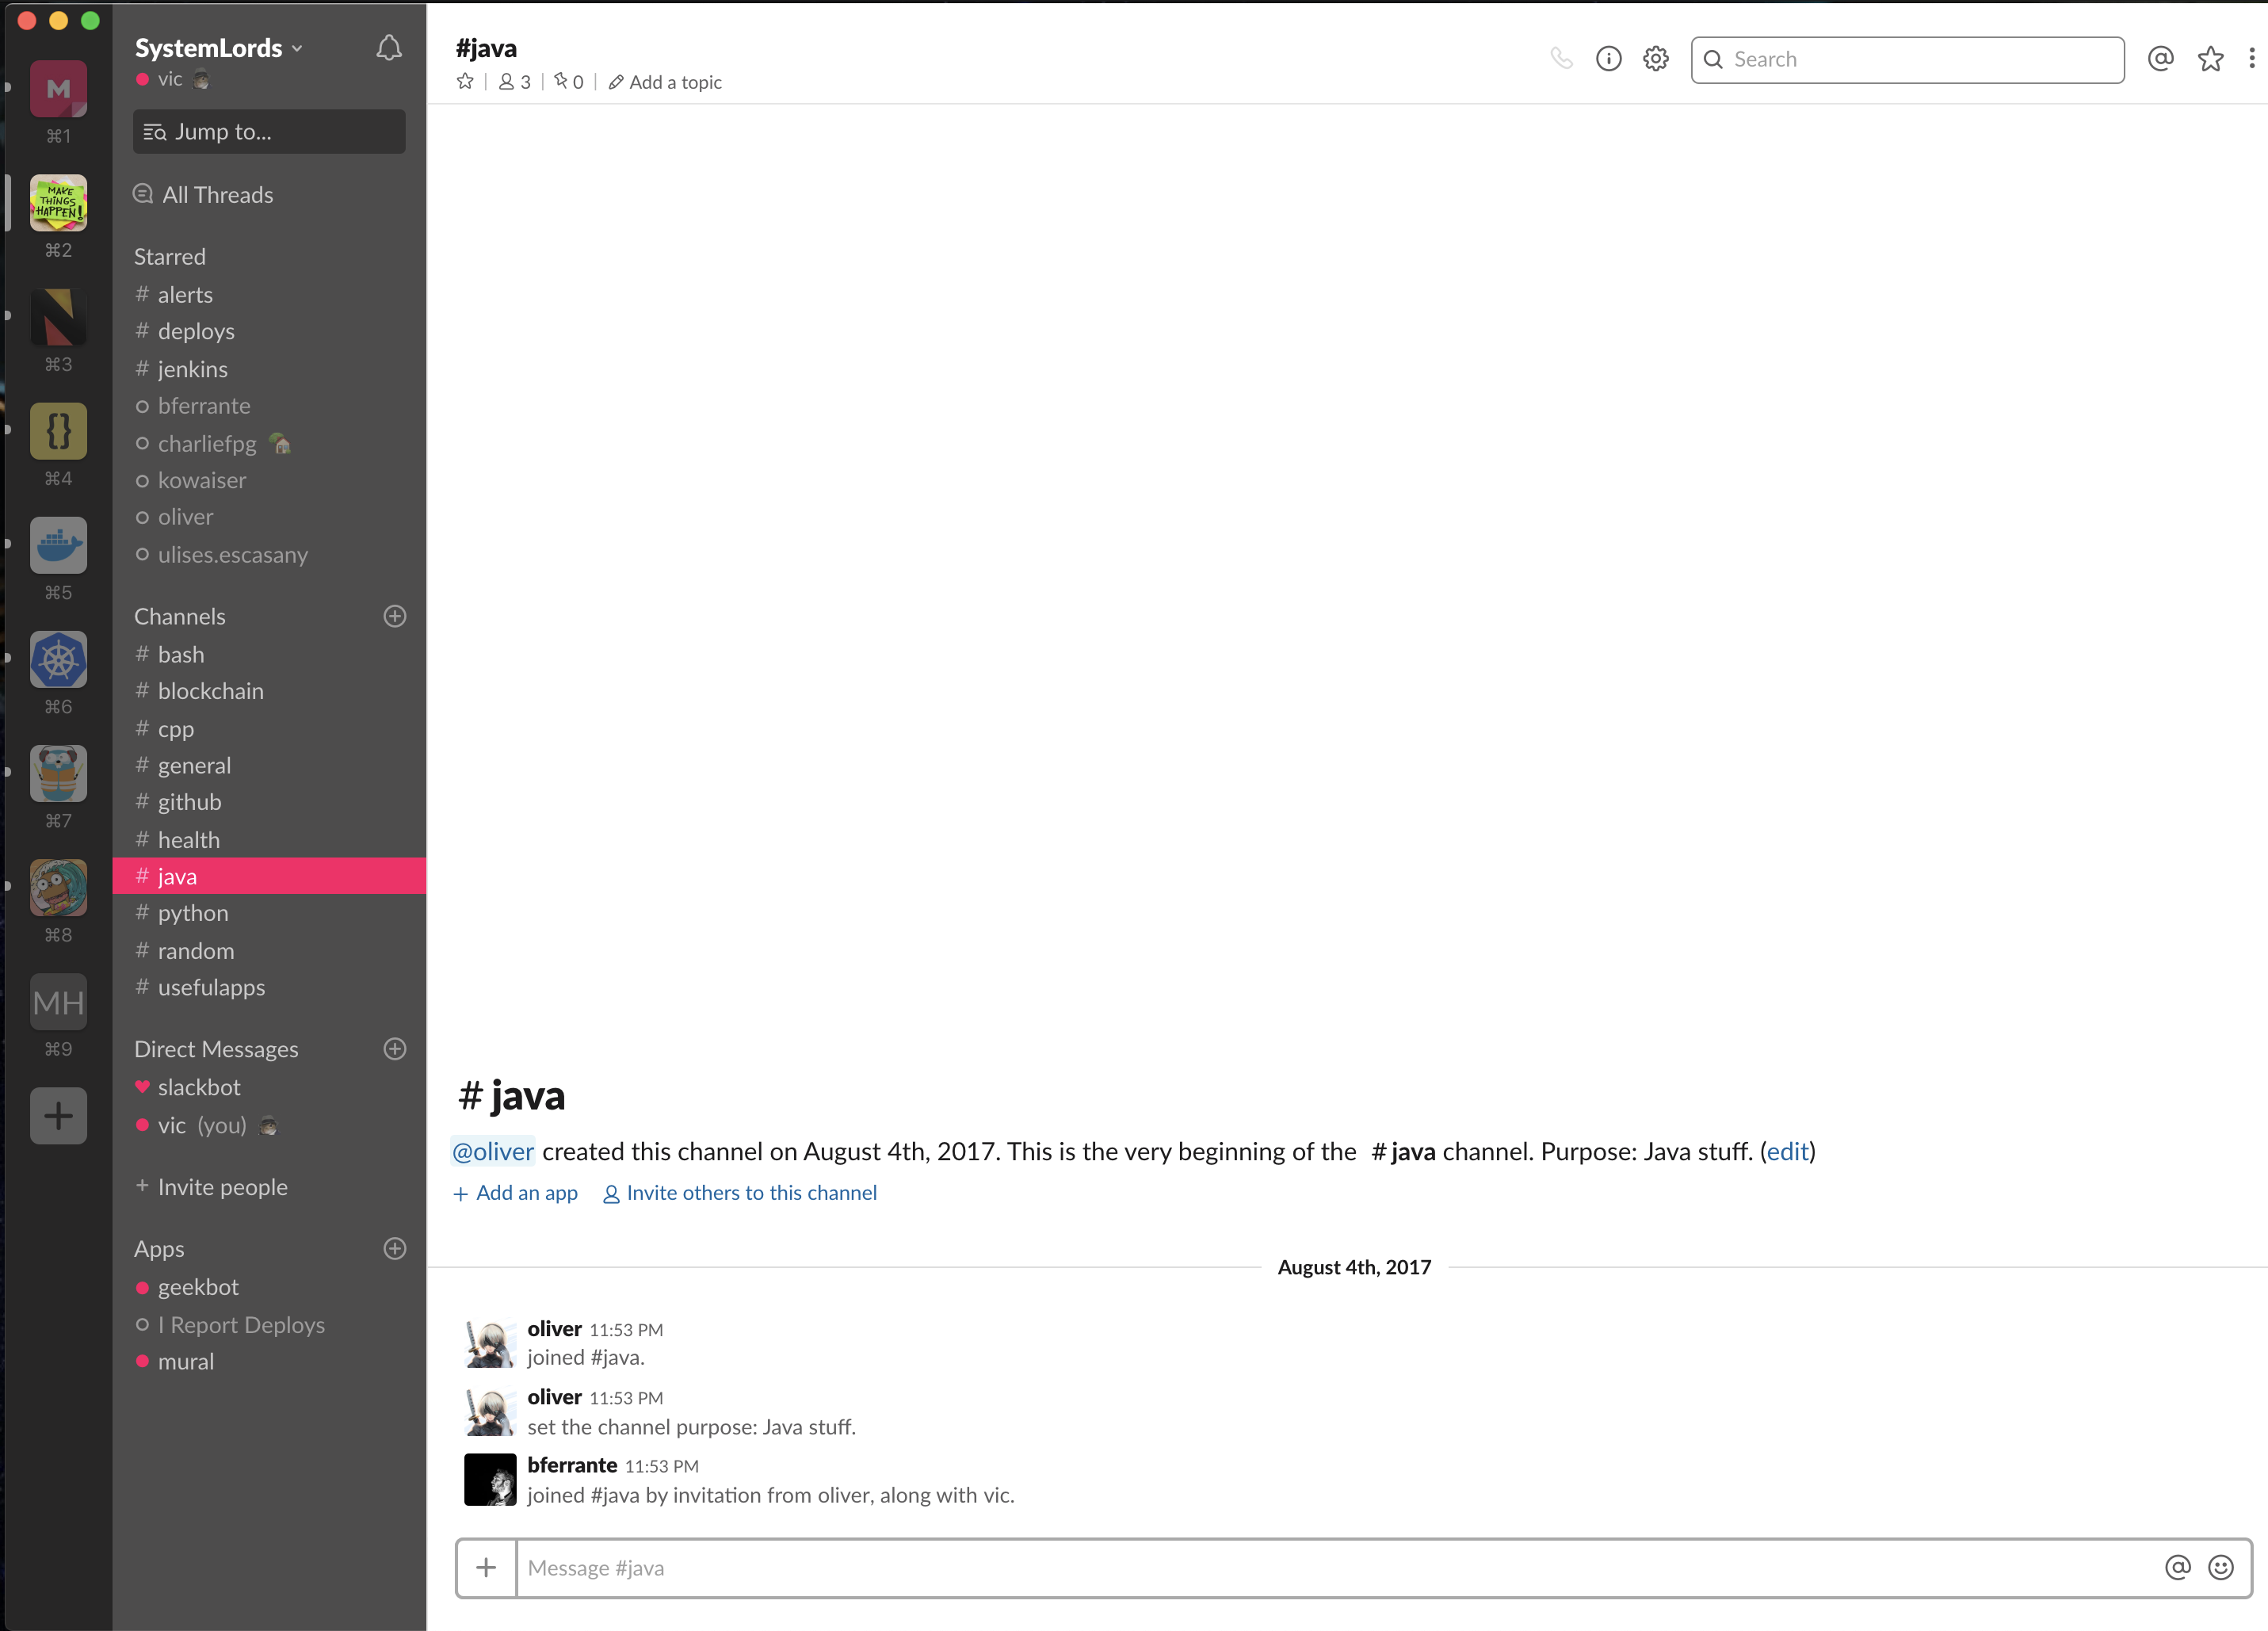 M
⌘1
MAKE
THINGS
HAPPEN!
⌘2
N
⌘3
{}
⌘4
⌘5
⌘6
⌘7
⌘8
MH
⌘9
SystemLords
vic
Jump to...
All Threads
Starred
# alerts
# deploys
# jenkins
bferrante
charliefpg
kowaiser
oliver
ulises.escasany
Channels
# bash
# blockchain
# cpp
# general
# github
# health
# java
# python
# random
# usefulapps
Direct Messages
slackbot
vic (you)
+ Invite people
Apps
geekbot
I Report Deploys
mural
#java
3 | 0 | Add a topic
Search
# java
@oliver created this channel on August 4th, 2017. This is the very beginning of the # java channel. Purpose: Java stuff. (edit)
+ Add an app Invite others to this channel
August 4th, 2017
oliver 11:53 PM
joined #java.
oliver 11:53 PM
set the channel purpose: Java stuff.
bferrante 11:53 PM
joined #java by invitation from oliver, along with vic.
+ Message #java @